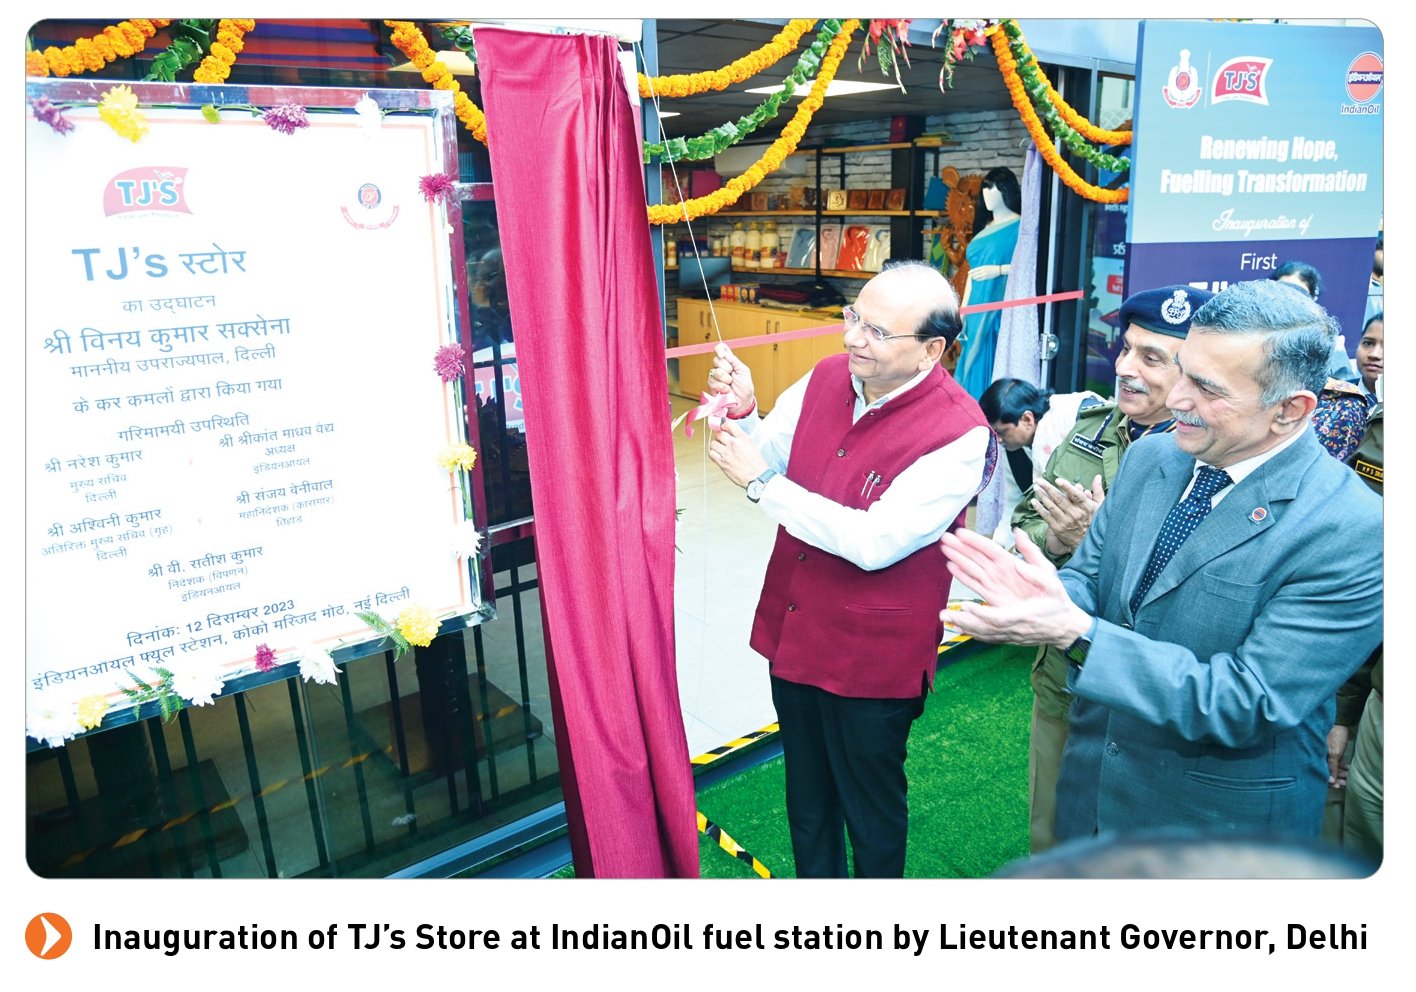 TJ'S
TJ's स्टोर
का उद्घाटन
श्री विनय कुमार सक्सेना
माननीय उपराज्यपाल, दिल्ली
के कर कमलों द्वारा किया गया
गरिमामयी उपस्थिति
श्री नरेश कुमार
मुख्य सचिव
दिल्ली
श्री श्रीकांत माधव वैद्य
अध्यक्ष
इंडियनआयल
श्री अश्विनी कुमार
अतिरिक्त मुख्य सचिव (गृह)
दिल्ली
श्री संजय बेनीवाल
महानिदेशक (कारागार)
तिहाड़
श्री वी. सतीश कुमार
निदेशक (विपणन)
इंडियनआयल
दिनांक: 12 दिसम्बर 2023
इंडियनऑयल फ्यूल स्टेशन, कोको मस्जिद मोठ, नई दिल्ली
TJ'S
इंडियनऑयल
IndianOil
Renewing Hope,
Fuelling Transformation
Inauguration of
First
Inauguration of TJ's Store at IndianOil fuel station by Lieutenant Governor, Delhi